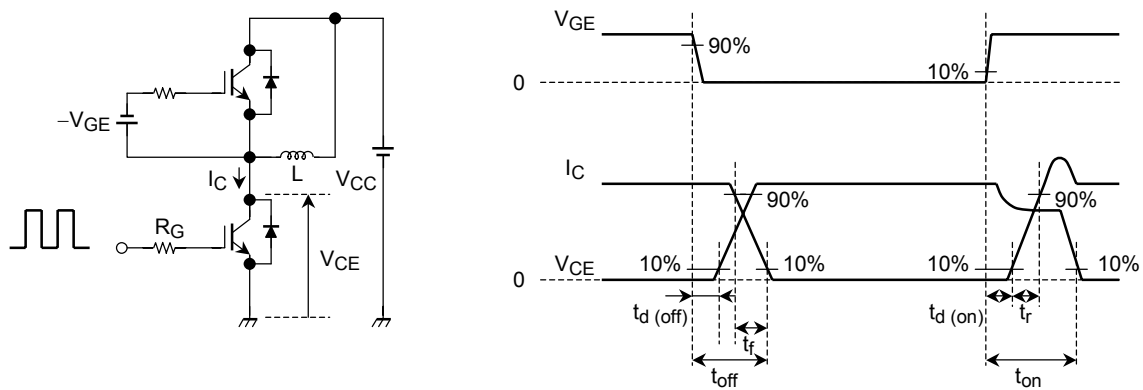 −VGE
IC
L
VCC
RG
VCE
VGE
90%
0
10%
IC
90%
VCE
10%
10%
10%
10%
0
td (off)
tf
toff
td (on)
tr
ton